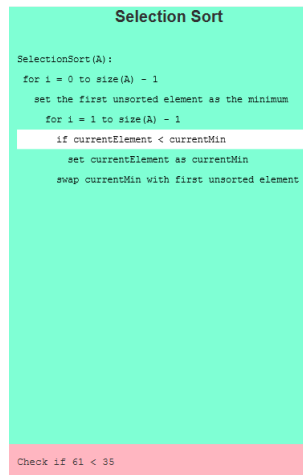 Selection Sort
SelectionSort(A):
for i = 0 to size(A) - 1
set the first unsorted element as the minimum
for i = 1 to size(A) - 1
if currentElement < currentMin
set currentElement as currentMin
swap currentMin with first unsorted element
Check if 61 < 35